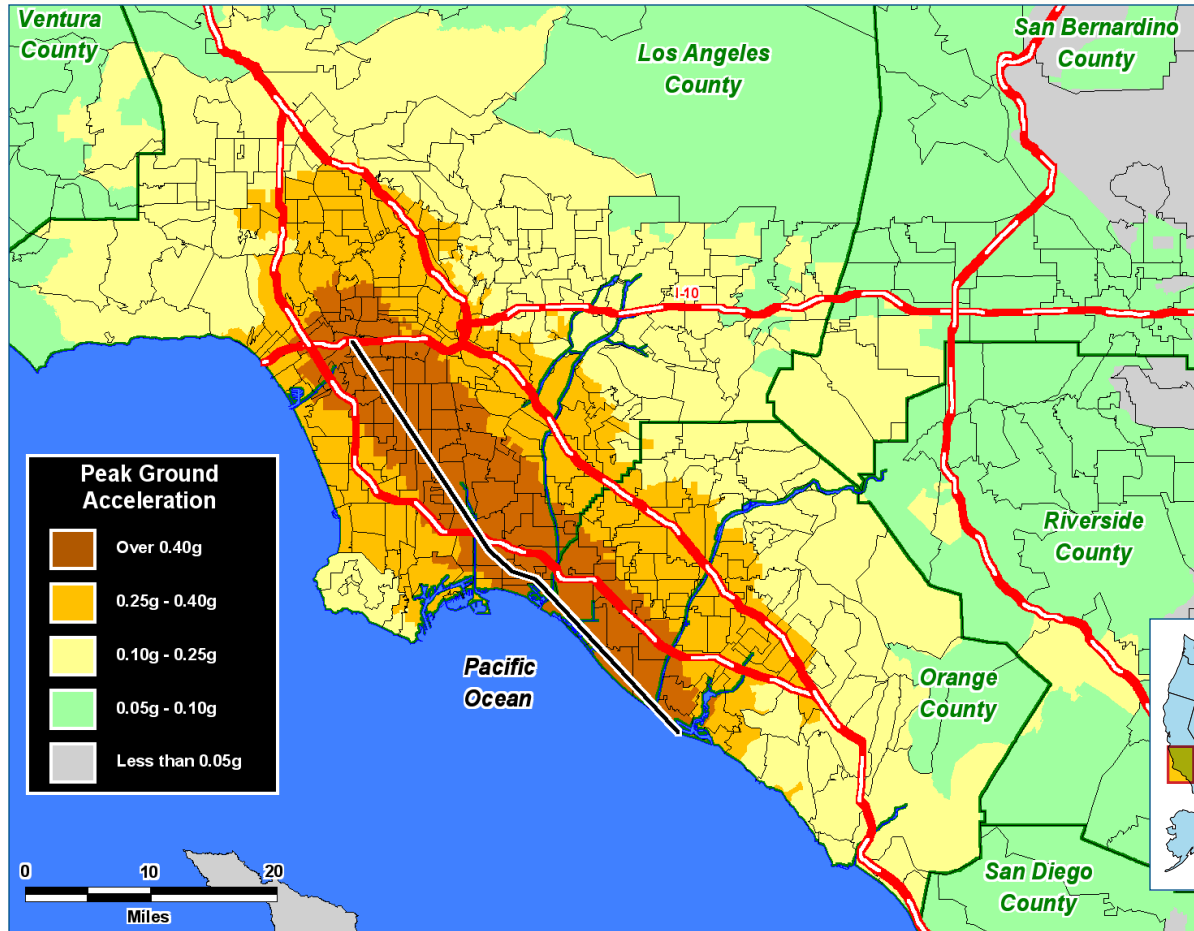 Ventura
County
Los Angeles
County
San Bernardino
County
I-10
Peak Ground
Acceleration
Over 0.40g
0.25g - 0.40g
0.10g - 0.25g
0.05g - 0.10g
Less than 0.05g
Riverside
County
Pacific
Ocean
Orange
County
San Diego
County
0 10 20
Miles